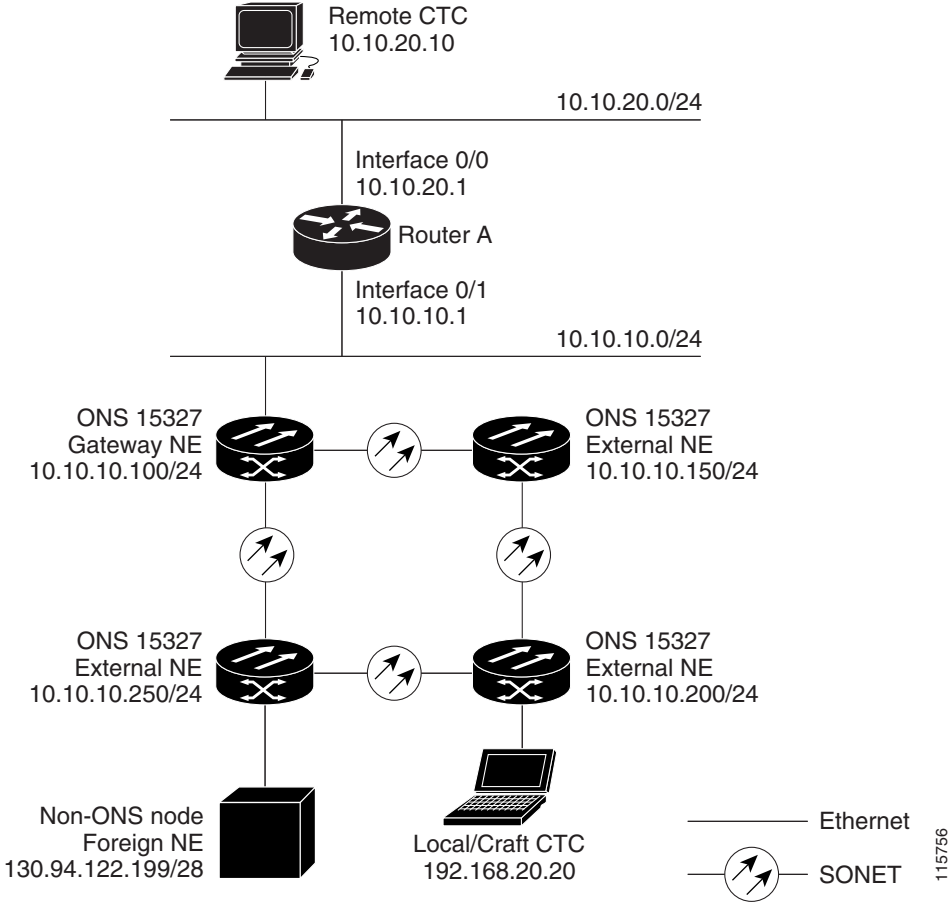 Remote CTC
10.10.20.10
10.10.20.0/24
Interface 0/0
10.10.20.1
Router A
Interface 0/1
10.10.10.1
10.10.10.0/24
ONS 15327
Gateway NE
10.10.10.100/24
ONS 15327
External NE
10.10.10.150/24
ONS 15327
External NE
10.10.10.250/24
ONS 15327
External NE
10.10.10.200/24
Non-ONS node
Foreign NE
130.94.122.199/28
Local/Craft CTC
192.168.20.20
Ethernet
SONET
115756